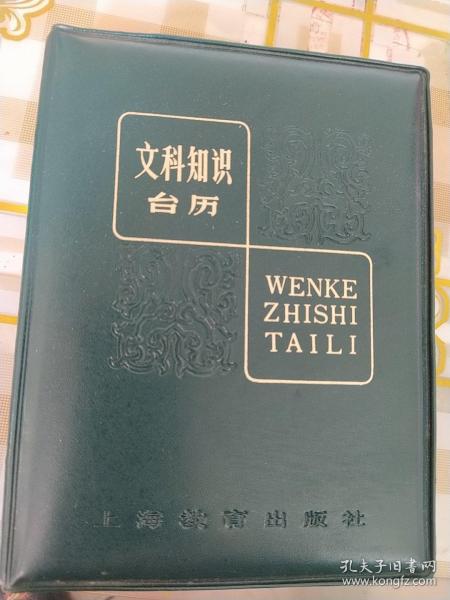 文科知识
台历
WENKE
ZHISHI
TAILI
上海教育出版社
孔夫子旧书网
www.kongfz.com